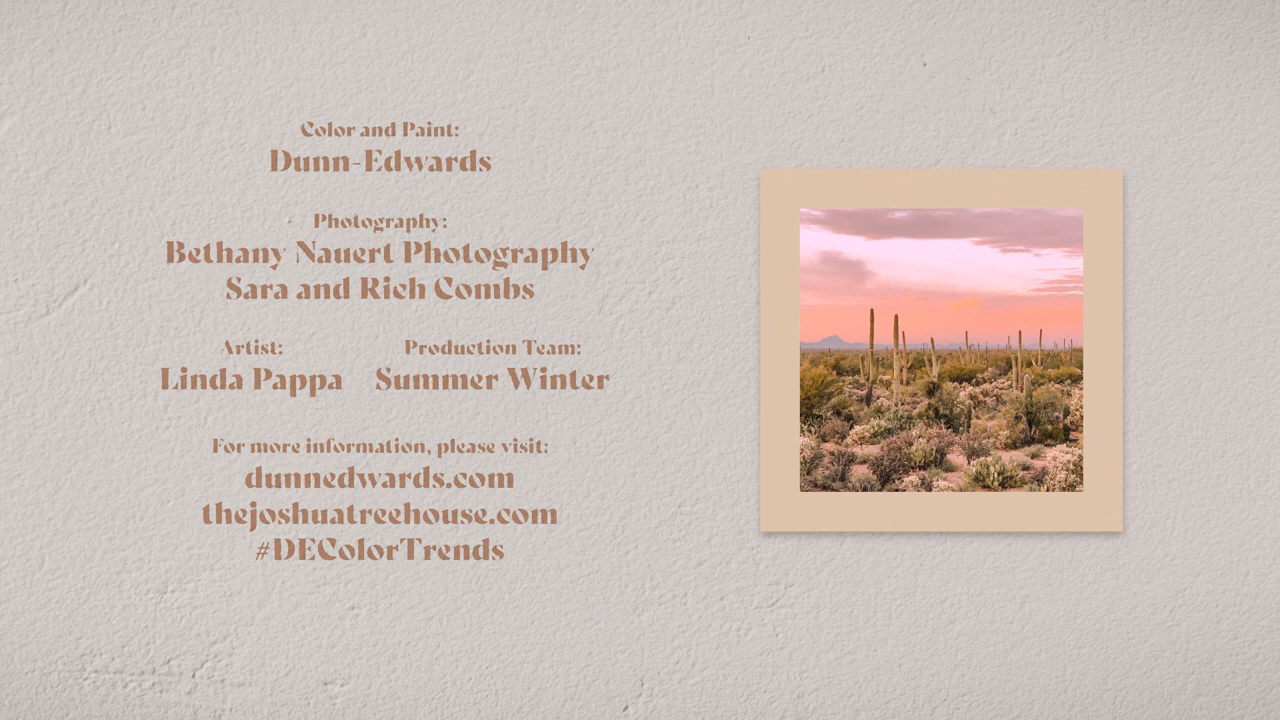 Color and Paint:
Dunn-Edwards
Photography:
Bethany Nauert Photography
Sara and Rich Combs
Artist:
Linda Pappa
Production Team:
Summer Winter
For more information, please visit:
dunnedwards.com
thejoshuatreehouse.com
#DEColorTrends